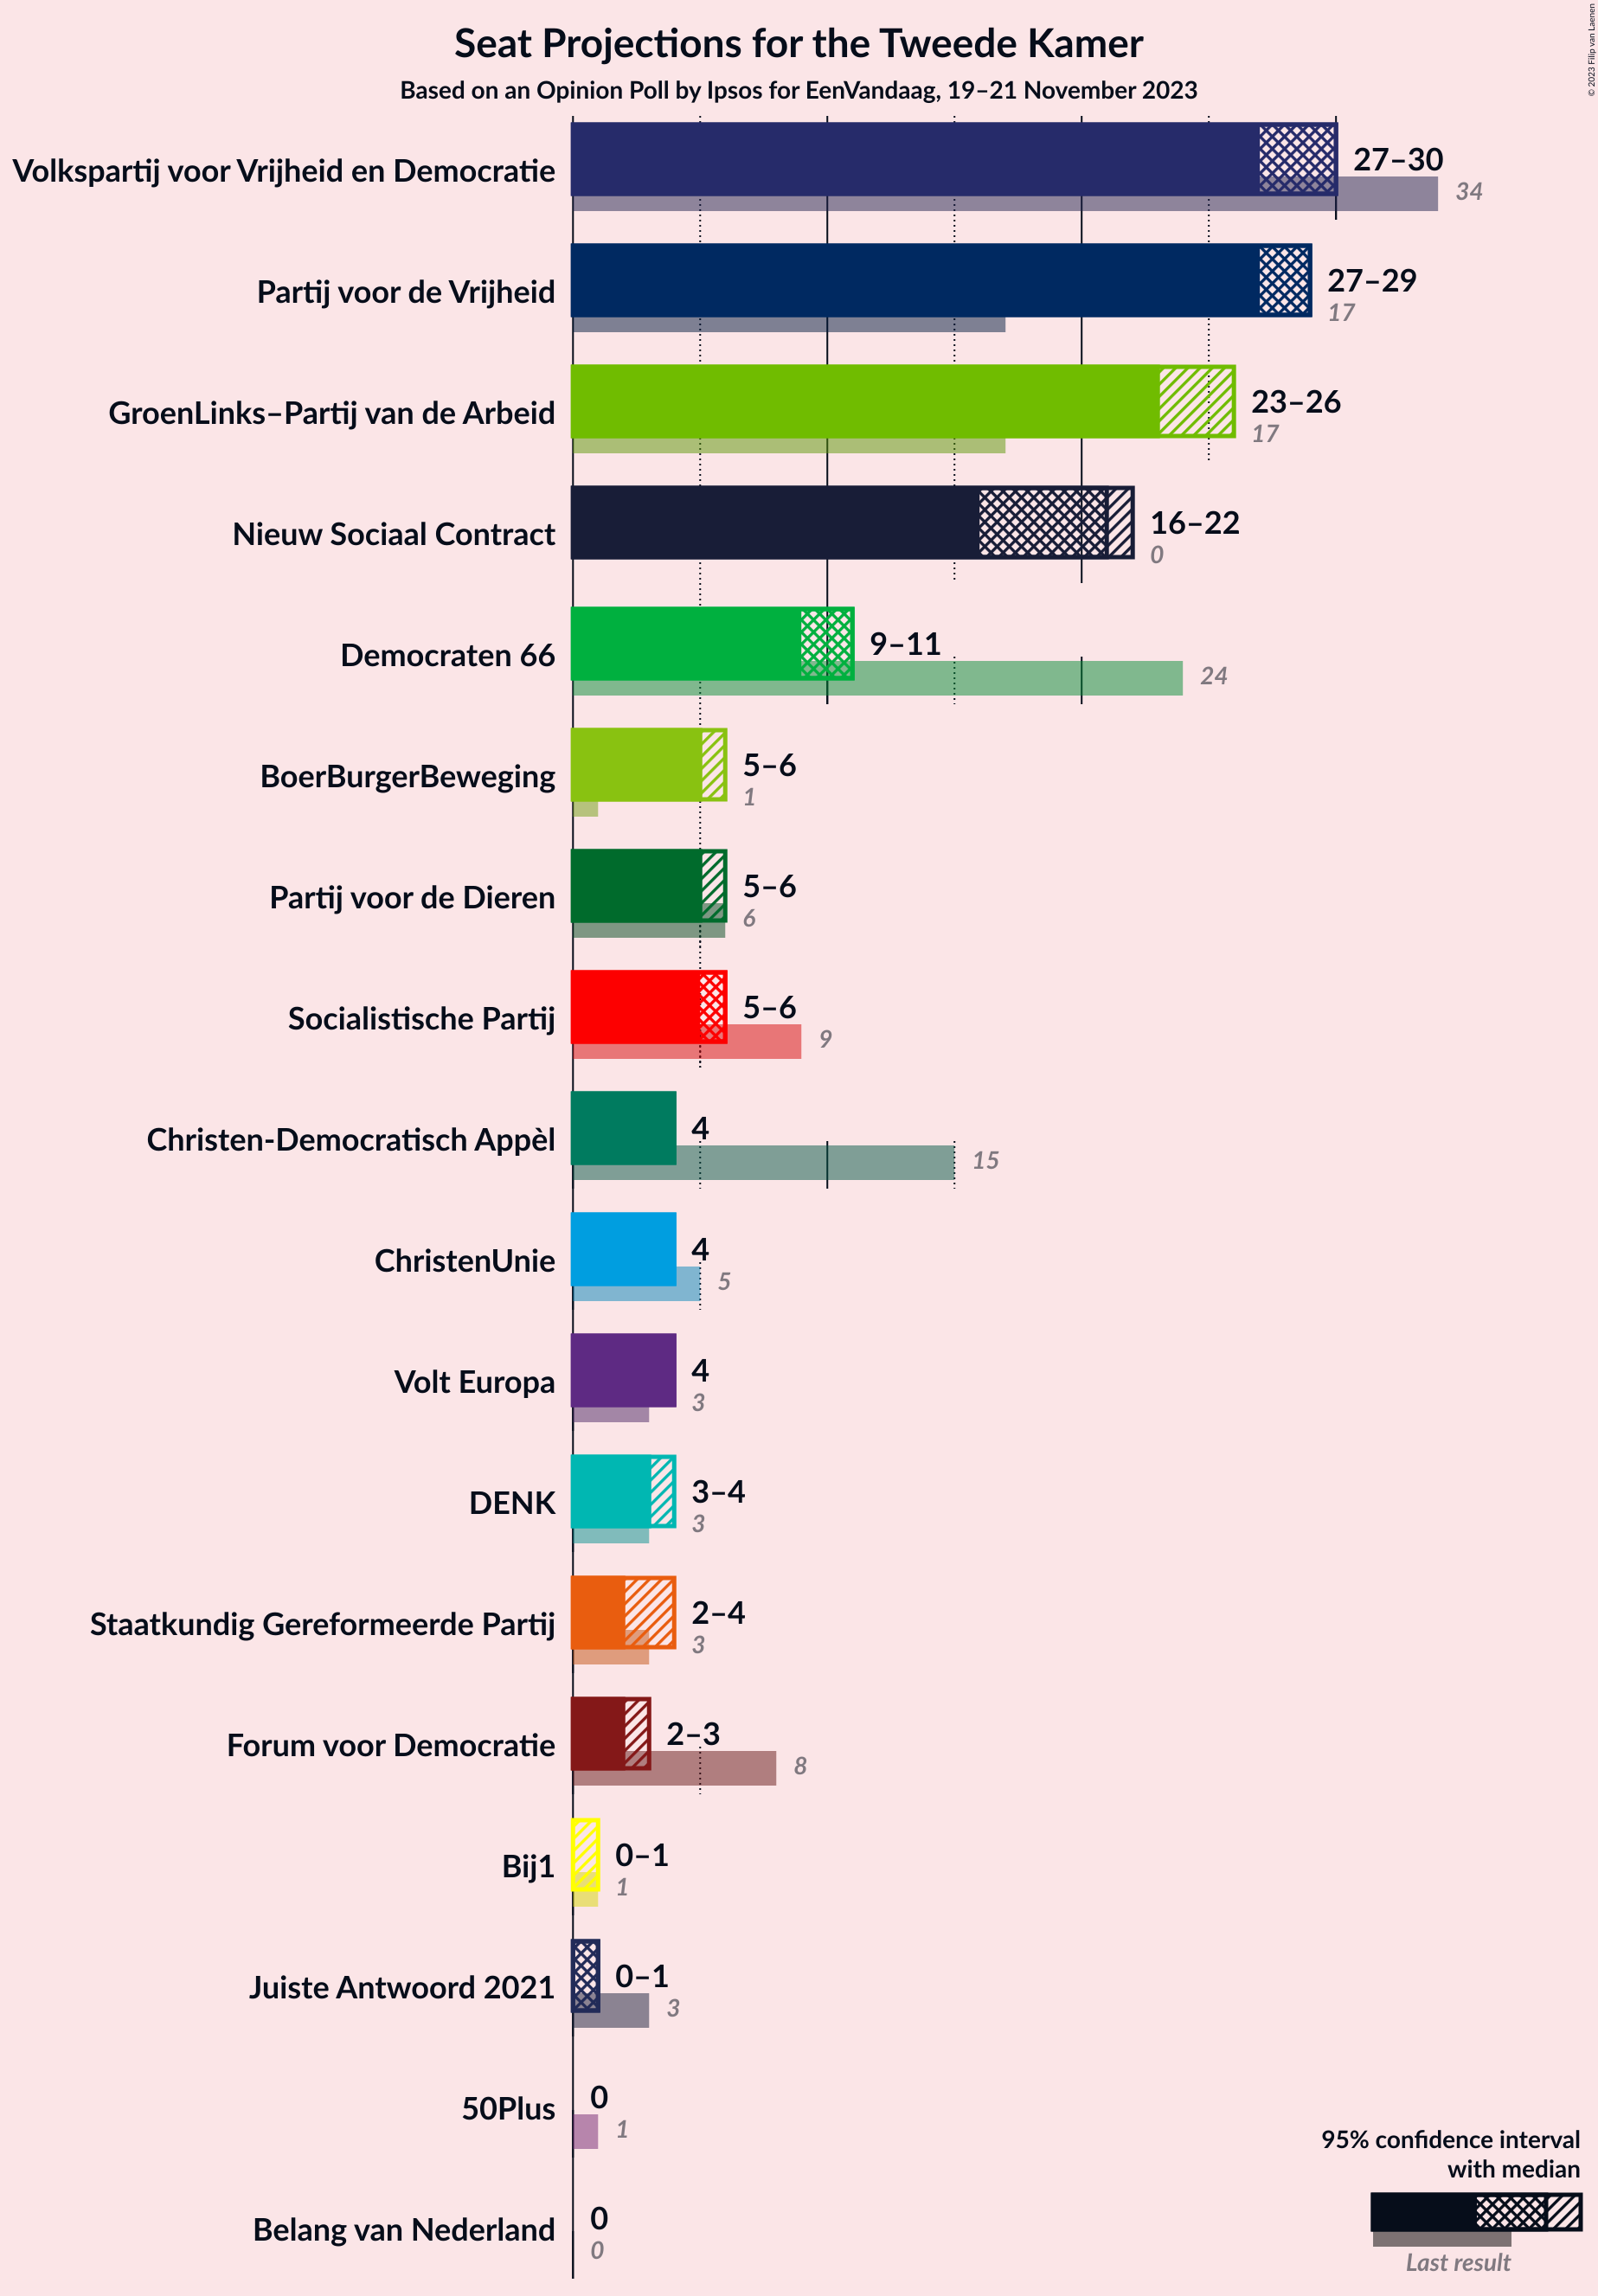 Seat Projections for the Tweede Kamer
Based on an Opinion Poll by Ipsos for EenVandaag, 19–21 November 2023
© 2023 Filip van Laenen
Volkspartij voor Vrijheid en Democratie
27–30
34
Partij voor de Vrijheid
27–29
17
GroenLinks–Partij van de Arbeid
23–26
17
Nieuw Sociaal Contract
16–22
0
Democraten 66
9–11
24
BoerBurgerBeweging
5–6
1
Partij voor de Dieren
5–6
6
Socialistische Partij
5–6
9
Christen-Democratisch Appèl
4
15
ChristenUnie
4
5
Volt Europa
4
3
DENK
3–4
3
Staatkundig Gereformeerde Partij
2–4
3
Forum voor Democratie
2–3
8
Bij1
0–1
1
Juiste Antwoord 2021
0–1
3
50Plus
0
1
Belang van Nederland
0
0
95% confidence interval
with median
Last result